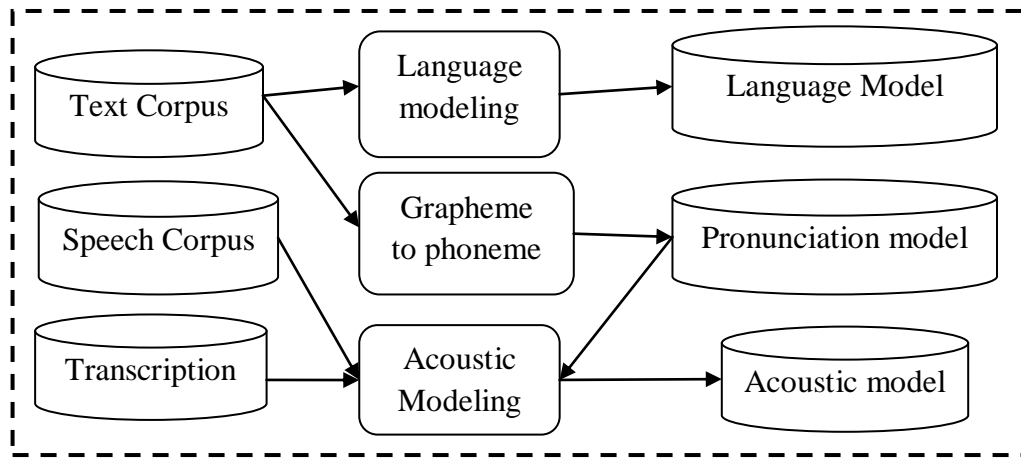 Text Corpus
Language
modeling
Language Model
Speech Corpus
Grapheme
to phoneme
Pronunciation model
Transcription
Acoustic
Modeling
Acoustic model